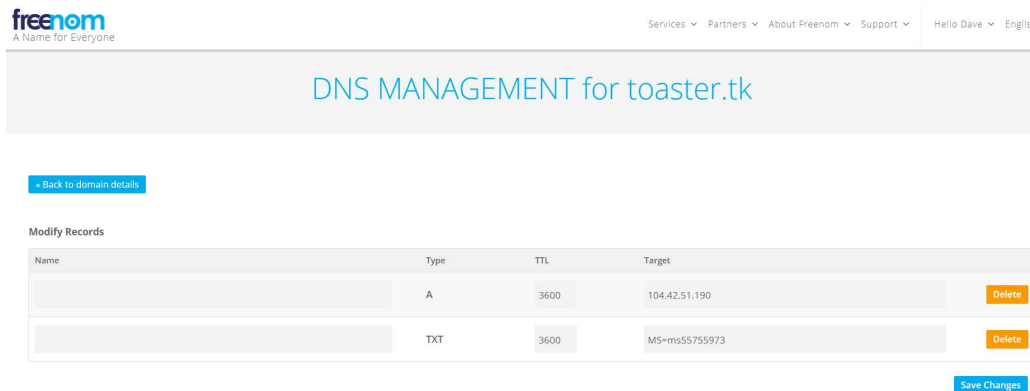 freenom
A Name for Everyone
Services Partners About Freenom Support Hello Dave Englis
DNS MANAGEMENT for toaster.tk
« Back to domain details
Modify Records
Name Type TTL Target
A 3600 104.42.51.190 Delete
TXT 3600 MS=ms55755973 Delete
Save Changes